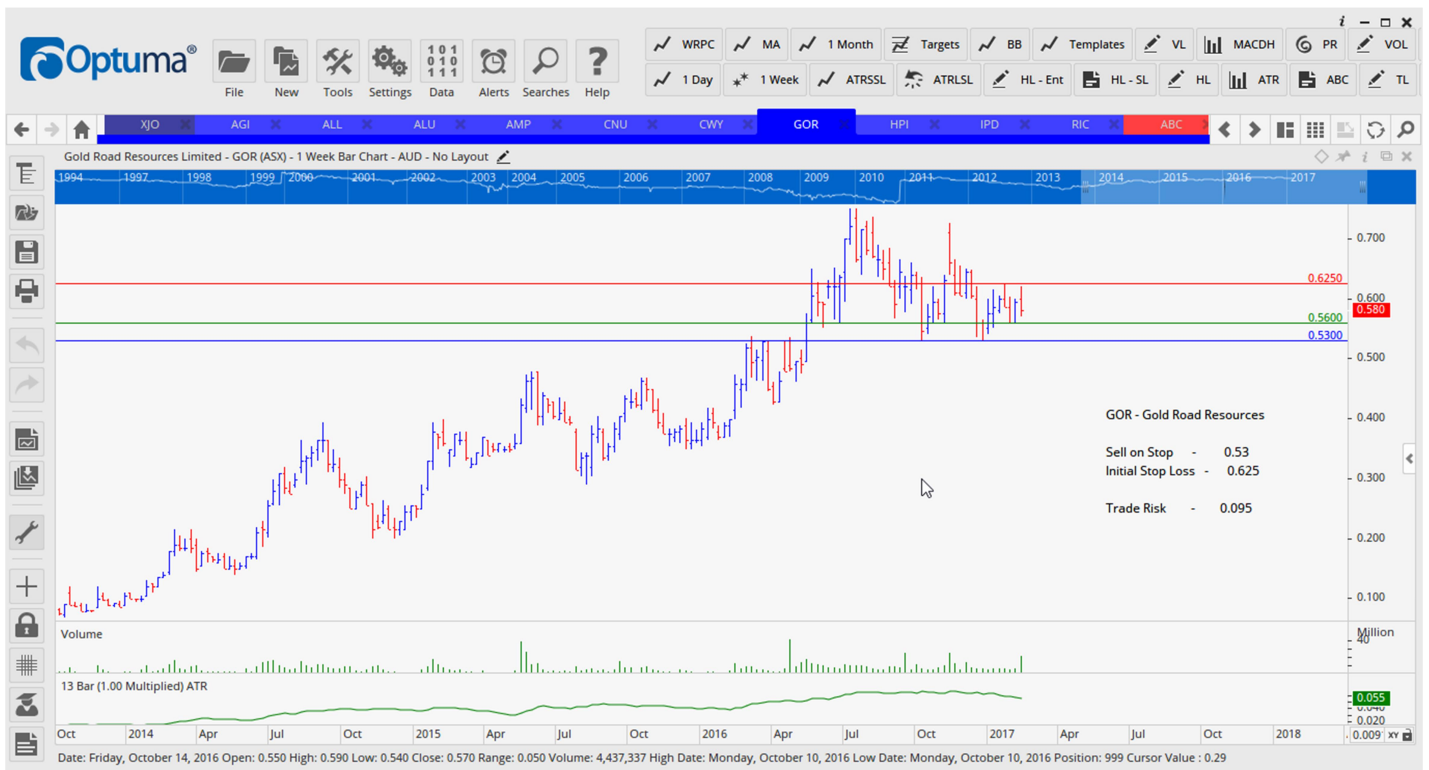 i
Optuma®
File
New
Tools
Settings
101
010
111
Data
Alerts
Searches
?
Help
WRPC MA 1 Month Targets BB Templates VL MACDH PR VOL
1 Day 1 Week ATRSSL ATRLSL HL - Ent HL - SL HL ATR ABC TL
XJO AGI ALL ALU AMP CNU CWY GOR HPI IPD RIC ABC
Gold Road Resources Limited - GOR (ASX) - 1 Week Bar Chart - AUD - No Layout
i
1994 1997 1998 1999 2000 2001 2002 2003 2004 2005 2006 2007 2008 2009 2010 2011 2012 2013 2014 2015 2016 2017
0.700
0.6250
0.600
0.580
0.5600
0.5300
0.500
0.400
GOR - Gold Road Resources
Sell on Stop - 0.53
Initial Stop Loss - 0.625
0.300
Trade Risk - 0.095
0.200
0.100
Volume
Million
40
13 Bar (1.00 Multiplied) ATR
0.055
0.040
0.020
Oct 2014 Apr Jul Oct 2015 Apr Jul Oct 2016 Apr Jul Oct 2017 Apr Jul Oct 2018
0.009 XY
Date: Friday, October 14, 2016 Open: 0.550 High: 0.590 Low: 0.540 Close: 0.570 Range: 0.050 Volume: 4,437,337 High Date: Monday, October 10, 2016 Low Date: Monday, October 10, 2016 Position: 999 Cursor Value : 0.29